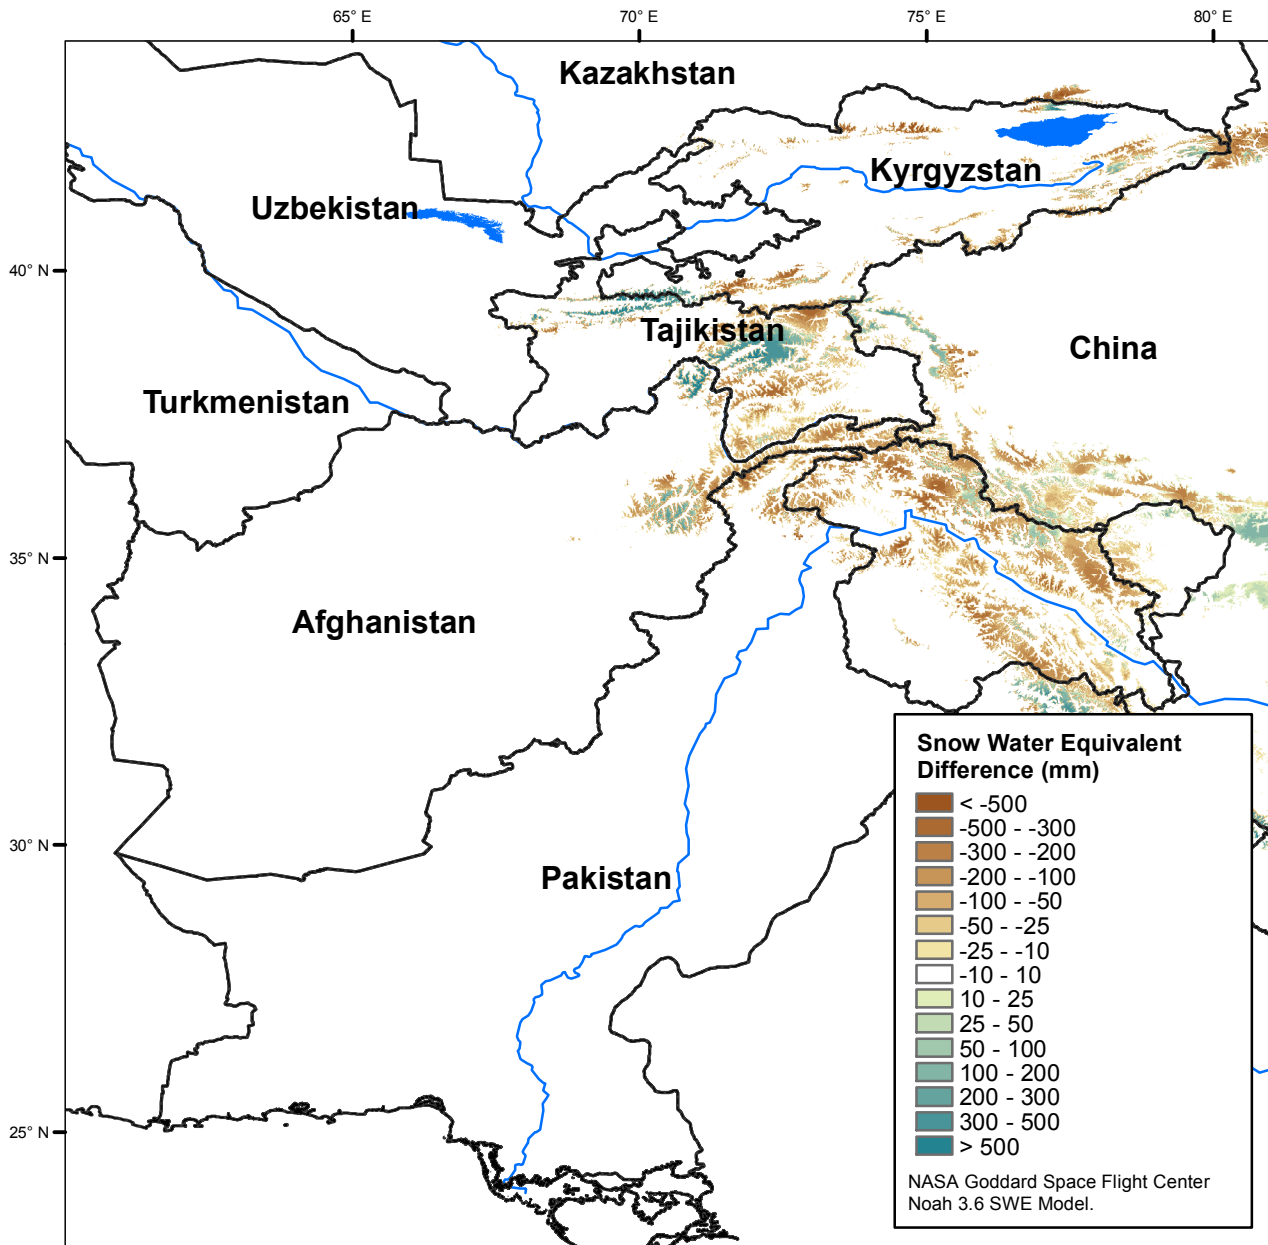 65° E
70° E
75° E
80° E
Kazakhstan
Kyrgyzstan
Uzbekistan
40° N
Tajikistan
China
Turkmenistan
35° N
Afghanistan
30° N
Pakistan
25° N
Snow Water Equivalent
Difference (mm)
< -500
-500 - -300
-300 - -200
-200 - -100
-100 - -50
-50 - -25
-25 - -10
-10 - 10
10 - 25
25 - 50
50 - 100
100 - 200
200 - 300
300 - 500
> 500
NASA Goddard Space Flight Center
Noah 3.6 SWE Model.